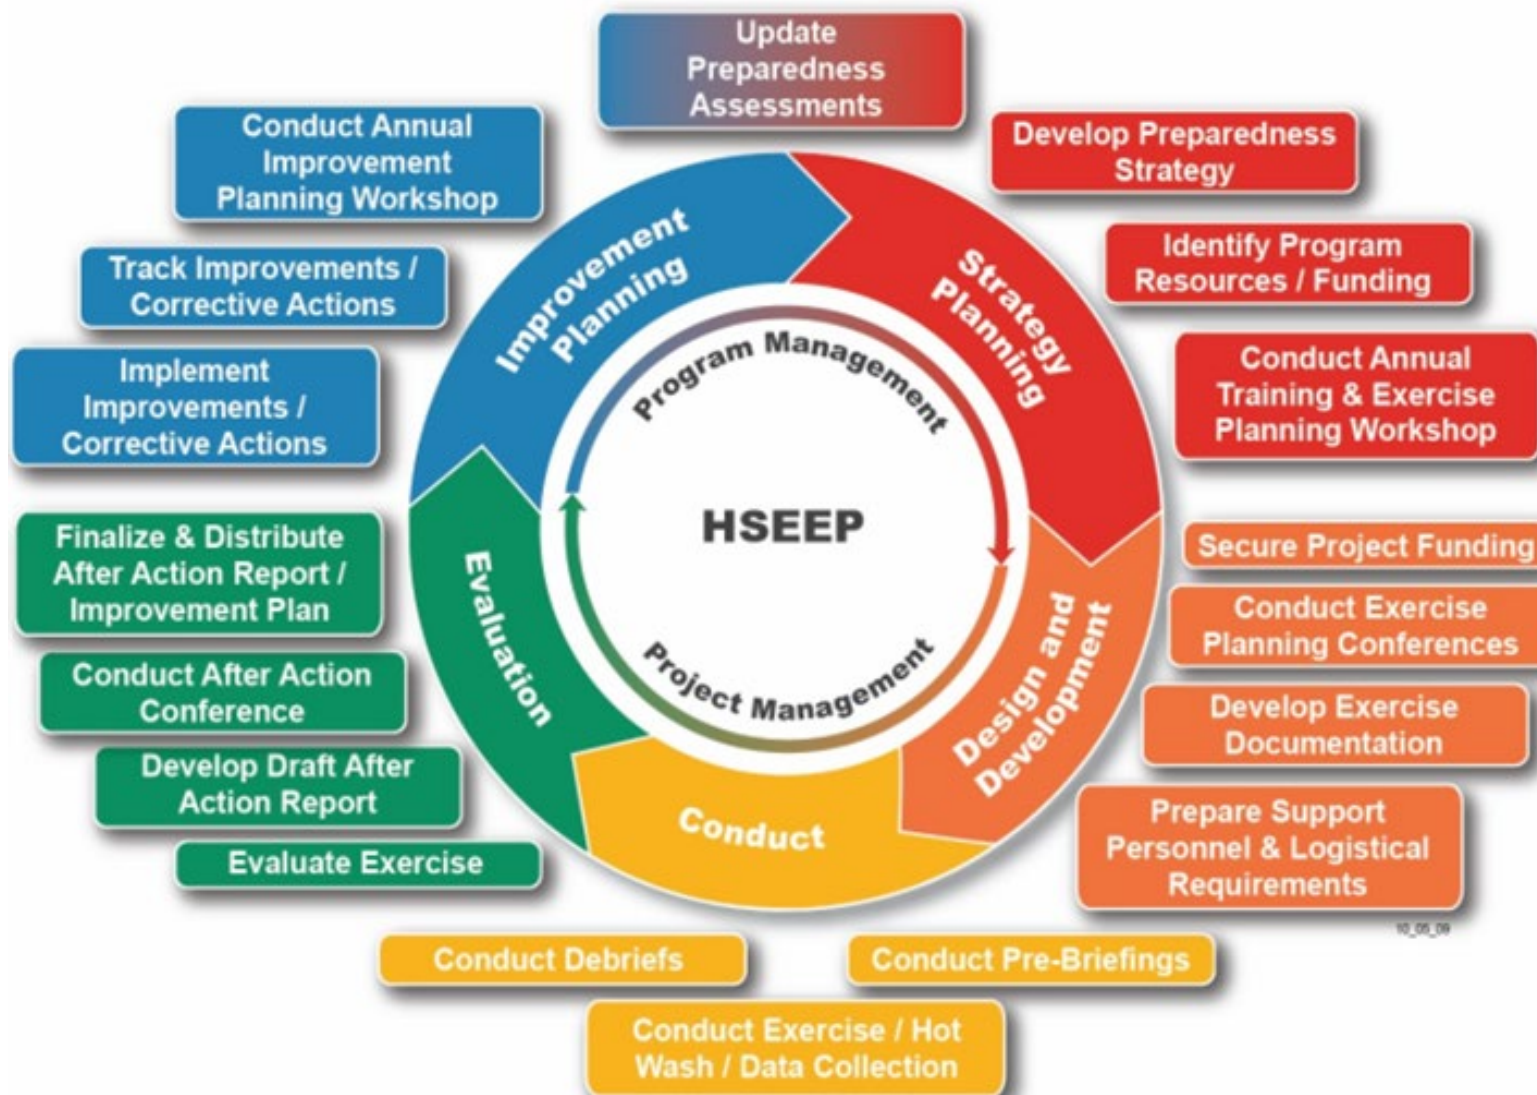 Update
Preparedness
Assessments
Develop Preparedness
Strategy
Identify Program
Resources / Funding
Conduct Annual
Training & Exercise
Planning Workshop
Secure Project Funding
Conduct Exercise
Planning Conferences
Develop Exercise
Documentation
Prepare Support
Personnel & Logistical
Requirements
10_05_09
Conduct Pre-Briefings
Conduct Exercise / Hot
Wash / Data Collection
Conduct Debriefs
Evaluate Exercise
Develop Draft After
Action Report
Conduct After Action
Conference
Finalize & Distribute
After Action Report /
Improvement Plan
Implement
Improvements /
Corrective Actions
Track Improvements /
Corrective Actions
Conduct Annual
Improvement
Planning Workshop
Strategy
Planning
Design and
Development
Conduct
Evaluation
Improvement
Planning
Program Management
HSEEP
Project Management